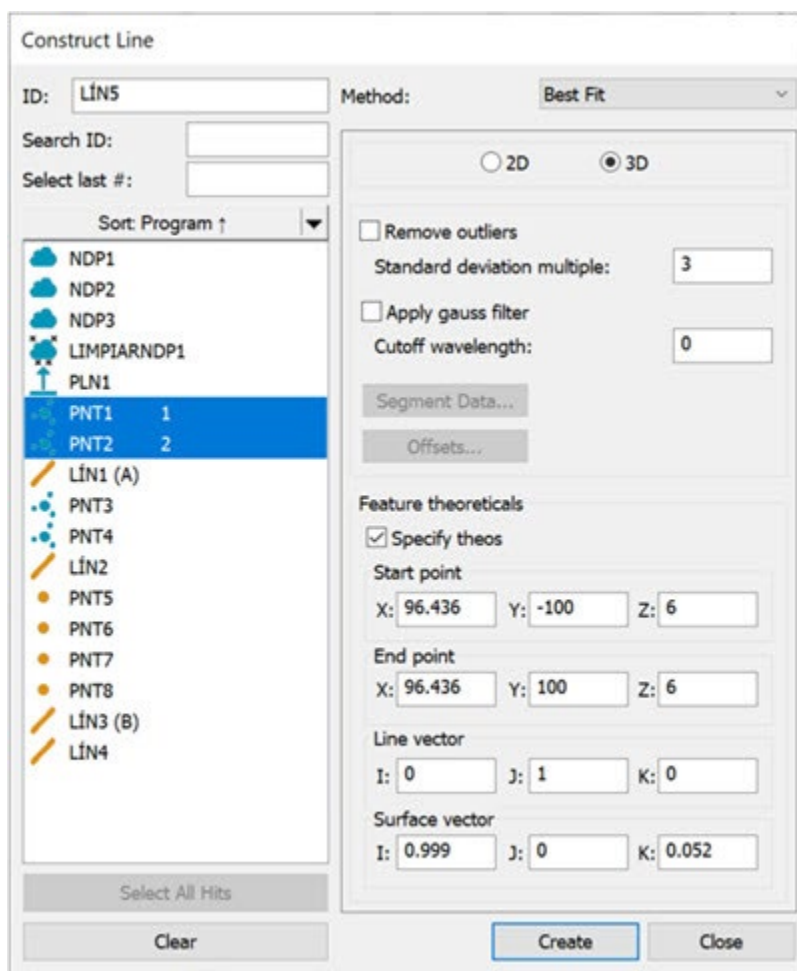 Construct Line
ID: LÍN5
Search ID:
Select last #:
Sort: Program ↑
NDP1
NDP2
NDP3
LIMPIARNDP1
PLN1
PNT1 1
PNT2 2
LÍN1 (A)
PNT3
PNT4
LÍN2
PNT5
PNT6
PNT7
PNT8
LÍN3 (B)
LÍN4
Select All Hits
Clear
Method: Best Fit
2D 3D
Remove outliers
Standard deviation multiple: 3
Apply gauss filter
Cutoff wavelength: 0
Segment Data...
Offsets...
Feature theoreticals
Specify theos
Start point
X: 96.436 Y: -100 Z: 6
End point
X: 96.436 Y: 100 Z: 6
Line vector
I: 0 J: 1 K: 0
Surface vector
I: 0.999 J: 0 K: 0.052
Create Close